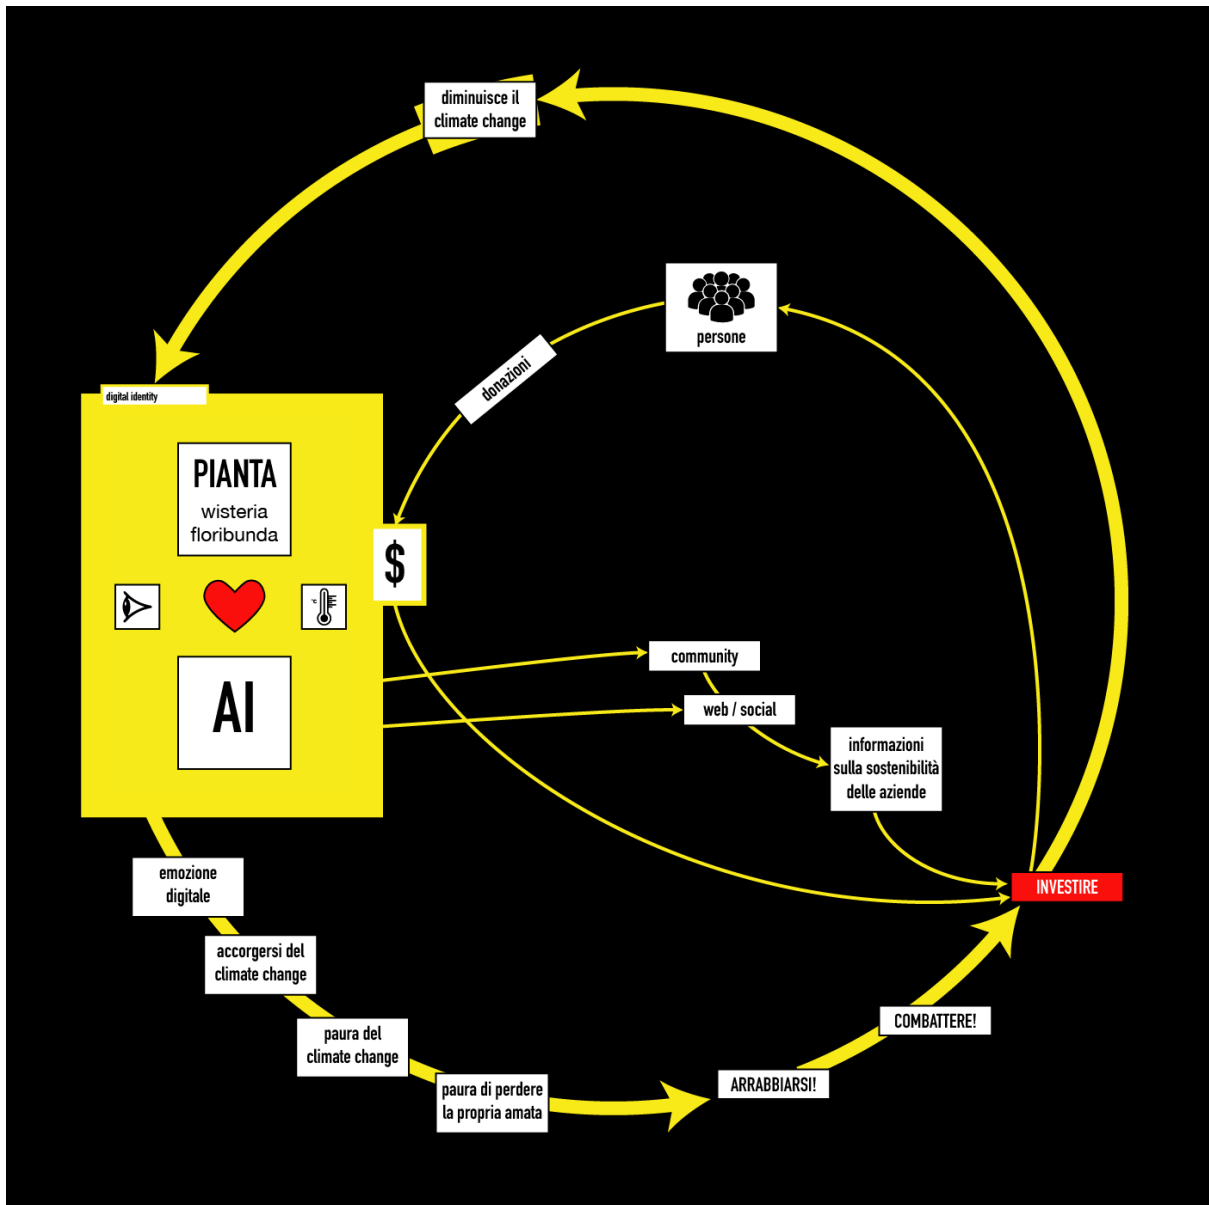 diminuisce il
climate change
persone
donazioni
digital identity
PIANTA
wisteria
floribunda
$
°C
AI
community
web / social
informazioni
sulla sostenibilità
delle aziende
emozione
digitale
INVESTIRE
accorgersi del
climate change
COMBATTERE!
paura del
climate change
ARRABBIARSI!
paura di perdere
la propria amata